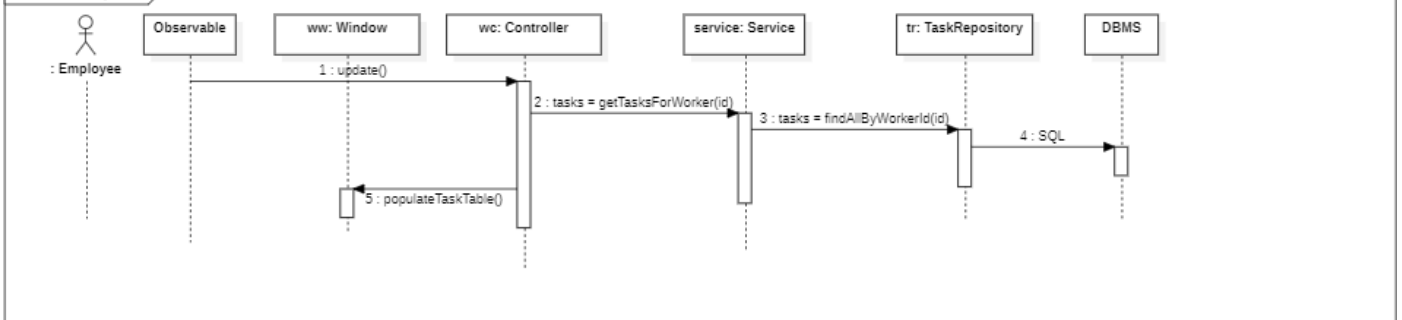 Observable
ww: Window
wc: Controller
service: Service
tr: TaskRepository
DBMS
: Employee
1 : update()
2 : tasks = getTasksForWorker(id)
3 : tasks = findAllByWorkerId(id)
4 : SQL
5 : populateTaskTable()